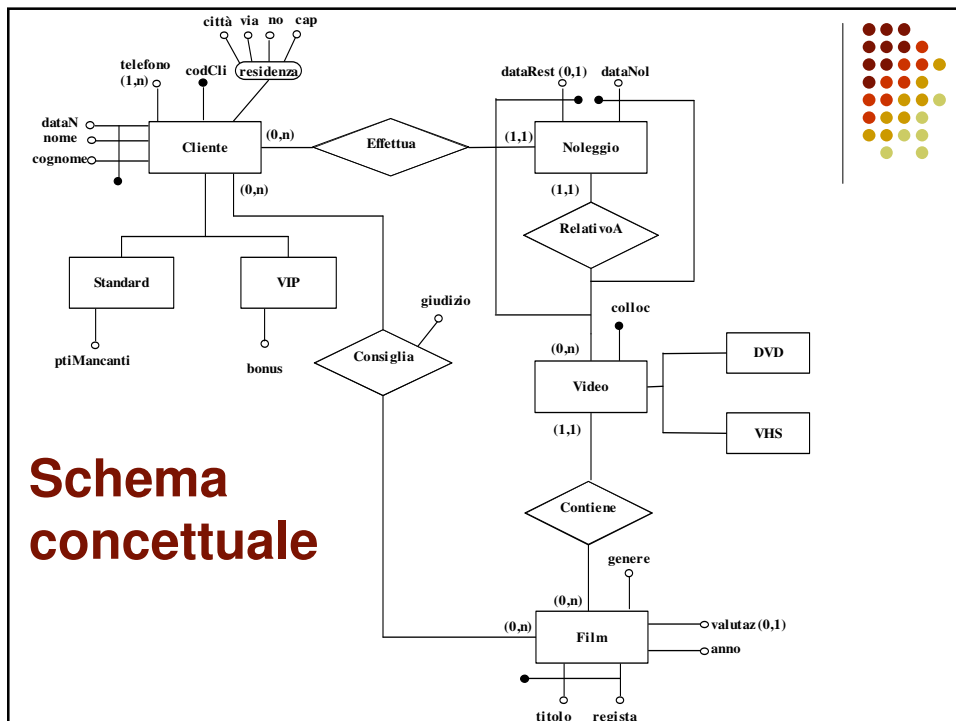 città via no cap
telefono
(1,n)
codCli
residenza
dataRest (0,1) dataNol
dataN
nome
cognome
Cliente
(0,n)
Effettua
(1,1)
Noleggio
(0,n)
(1,1)
RelativoA
Standard
VIP
giudizio
colloc
ptiMancanti
bonus
Consiglia
(0,n)
DVD
Video
(1,1)
VHS
Schema
concettuale
Contiene
genere
(0,n)
(0,n)
Film
valutaz (0,1)
anno
titolo regista